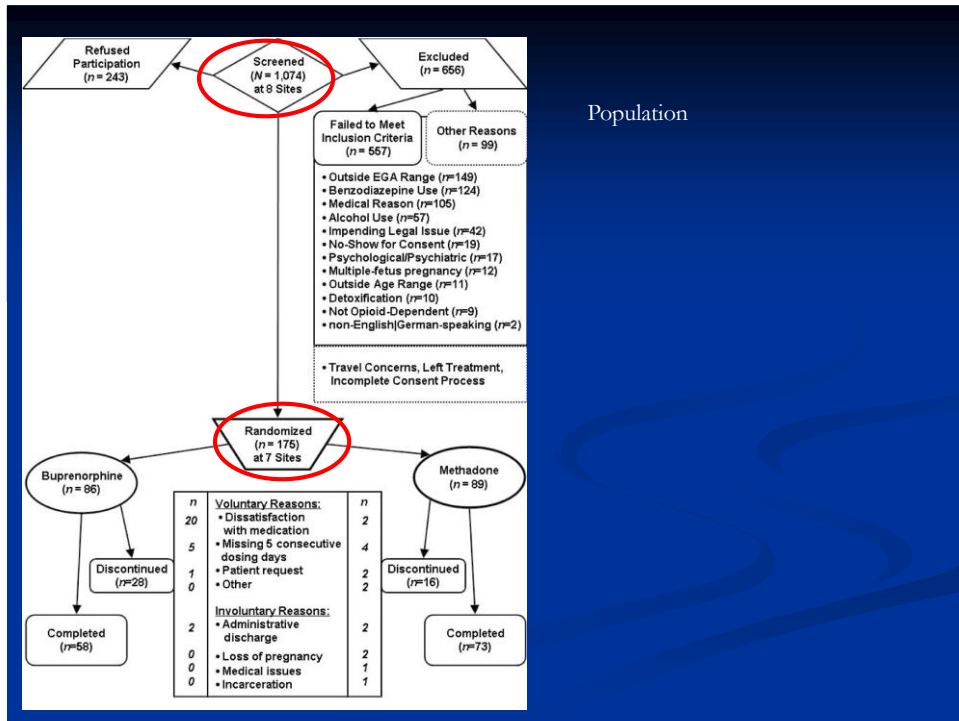 Refused
Participation
(n = 243)
Screened
(N = 1,074)
at 8 Sites
Excluded
(n = 656)
Population
Failed to Meet
Inclusion Criteria
(n = 557)
Other Reasons
(n = 99)
• Outside EGA Range (n=149)
• Benzodiazepine Use (n=124)
• Medical Reason (n=105)
• Alcohol Use (n=57)
• Impending Legal Issue (n=42)
• No-Show for Consent (n=19)
• Psychological/Psychiatric (n=17)
• Multiple-fetus pregnancy (n=12)
• Outside Age Range (n=11)
• Detoxification (n=10)
• Not Opioid-Dependent (n=9)
• non-English|German-speaking (n=2)
• Travel Concerns, Left Treatment,
Incomplete Consent Process
Randomized
(n = 175)
at 7 Sites
Buprenorphine
(n = 86)
Methadone
(n = 89)
n Voluntary Reasons: n
20 • Dissatisfaction 2
with medication
5 • Missing 5 consecutive 4
dosing days
1 • Patient request 2
0 • Other 2
Discontinued
(n=28)
Discontinued
(n=16)
Involuntary Reasons:
2 • Administrative 2
discharge
0 • Loss of pregnancy 2
0 • Medical issues 1
0 • Incarceration 1
Completed
(n=58)
Completed
(n=73)